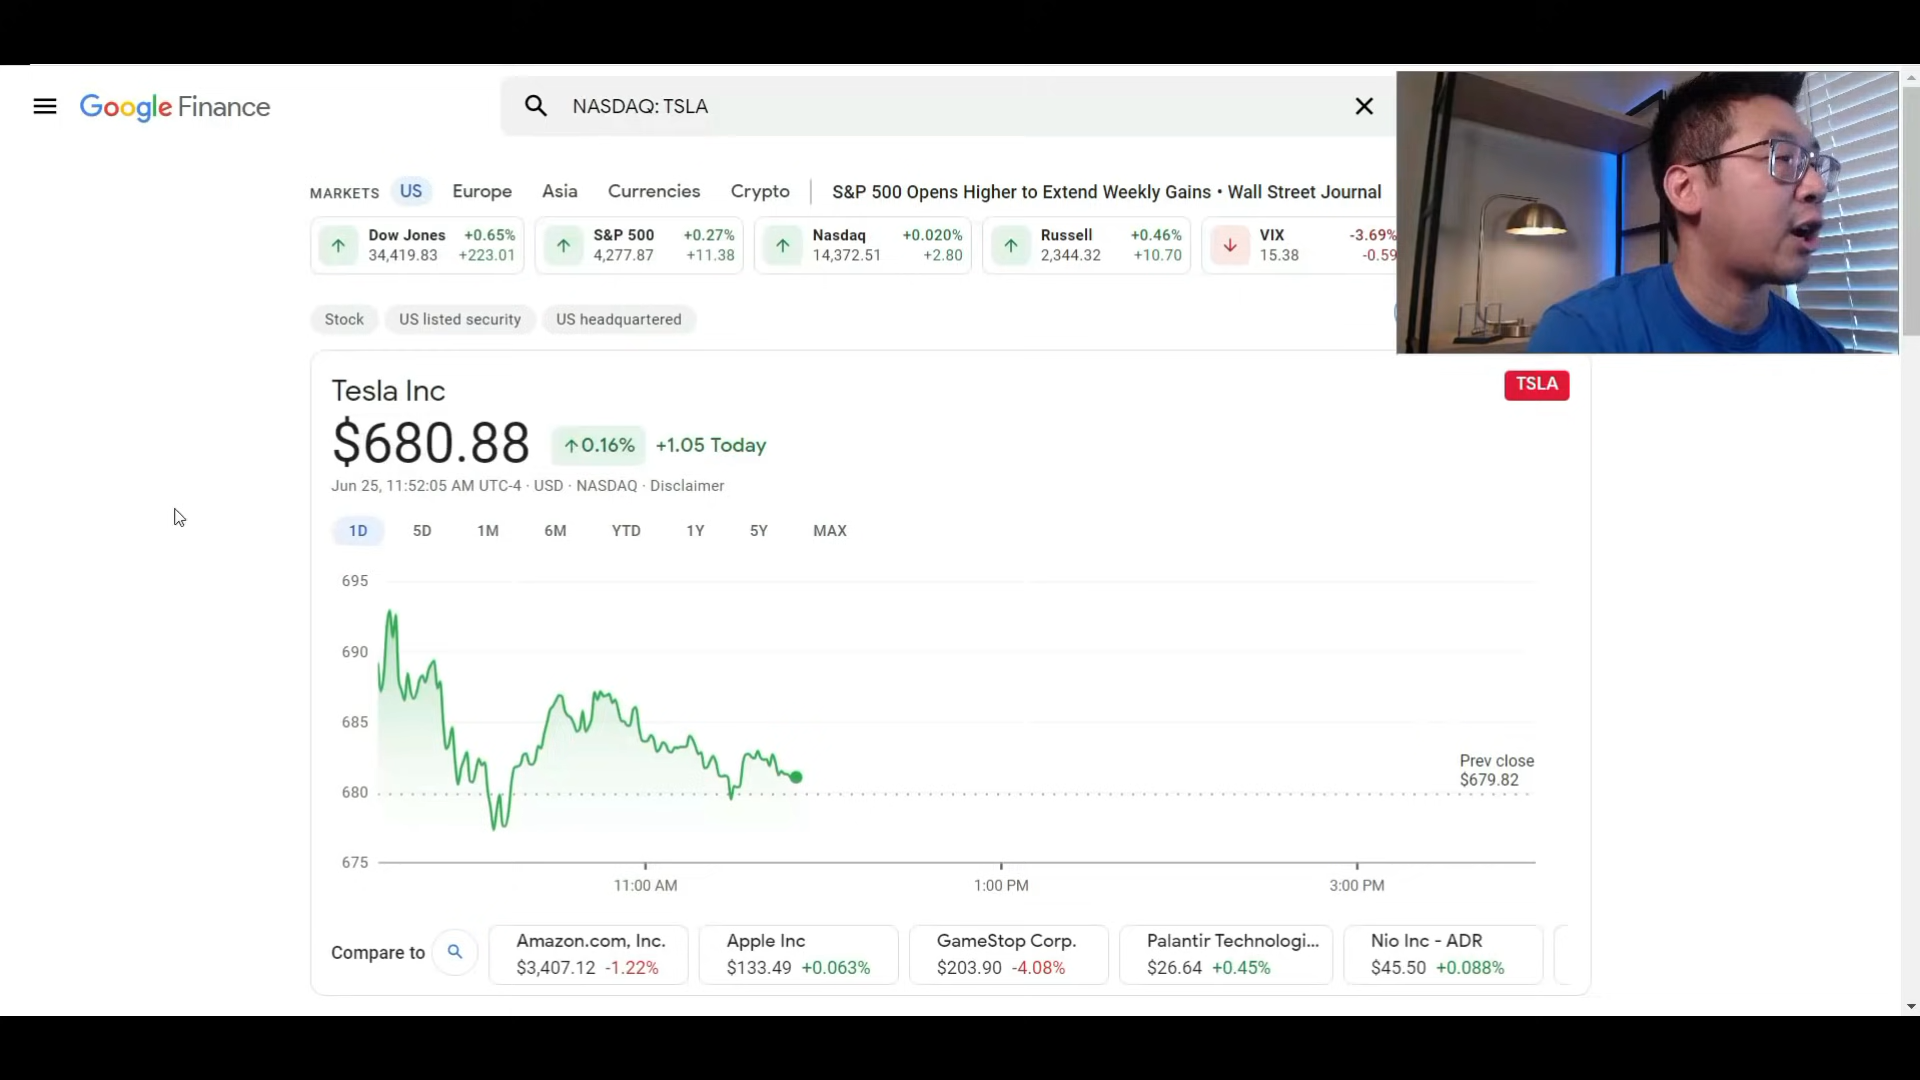 Google Finance
NASDAQ: TSLA
MARKETS US Europe Asia Currencies Crypto S&P 500 Opens Higher to Extend Weekly Gains • Wall Street Journal
Dow Jones +0.65% S&P 500 +0.27% Nasdaq +0.020% Russell +0.46% VIX -3.69%
34,419.83 +223.01 4,277.87 +11.38 14,372.51 +2.80 2,344.32 +10.70 15.38 -0.59
Stock US listed security US headquartered
Tesla Inc
TSLA
$680.88 ↑0.16% +1.05 Today
Jun 25, 11:52:05 AM UTC-4 · USD · NASDAQ · Disclaimer
1D 5D 1M 6M YTD 1Y 5Y MAX
695
690
685
Prev close
$679.82
680
675
11:00 AM 1:00 PM 3:00 PM
Compare to
Amazon.com, Inc. Apple Inc GameStop Corp. Palantir Technologi... Nio Inc - ADR
$3,407.12 -1.22% $133.49 +0.063% $203.90 -4.08% $26.64 +0.45% $45.50 +0.088%